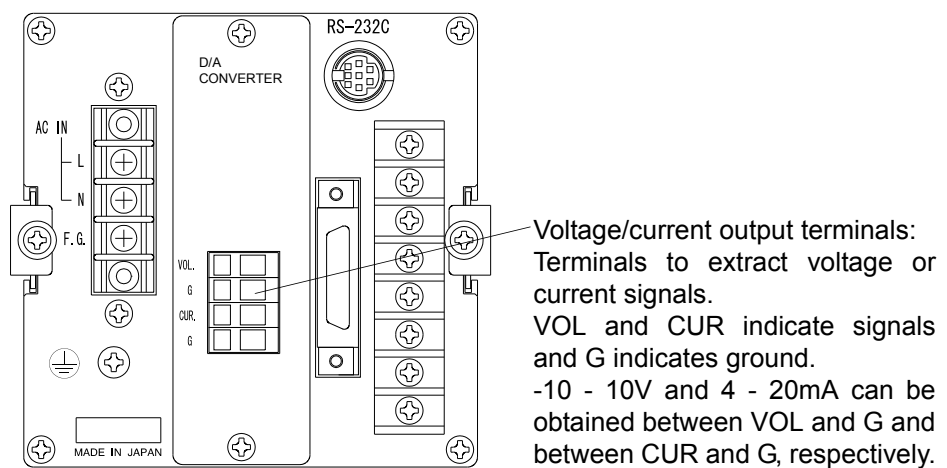 RS-232C
D/A
CONVERTER
AC IN
L
N
F.G.
VOL.
G
CUR.
G
MADE IN JAPAN
Voltage/current output terminals:
Terminals to extract voltage or
current signals.
VOL and CUR indicate signals
and G indicates ground.
-10 - 10V and 4 - 20mA can be
obtained between VOL and G and
between CUR and G, respectively.